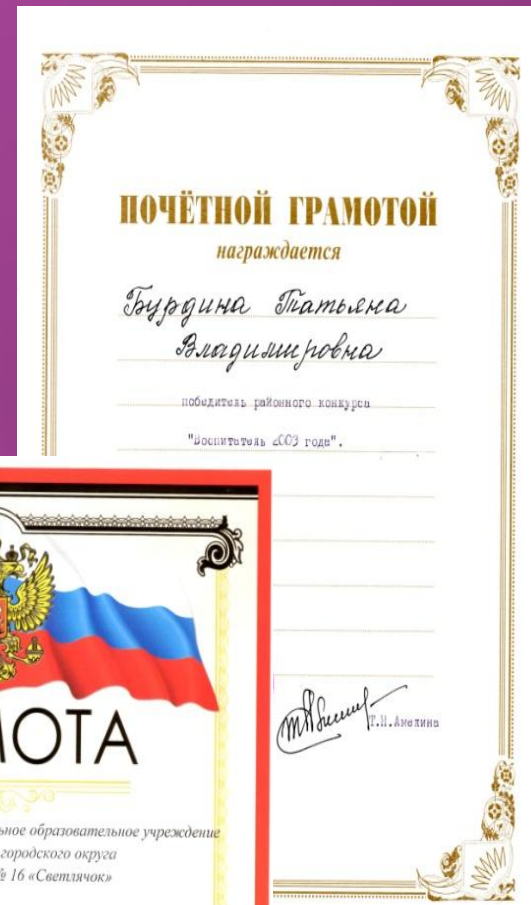 ПОЧЁТНОЙ ГРАМОТОЙ
награждается
Бурдина Татьяна
Владимировна
победитель районного конкурса
"Воспитатель 2003 года".
Т.Н.Амелина
МОТА
ьное образовательное учреждение
городского округа
№ 16 «Светлячок»